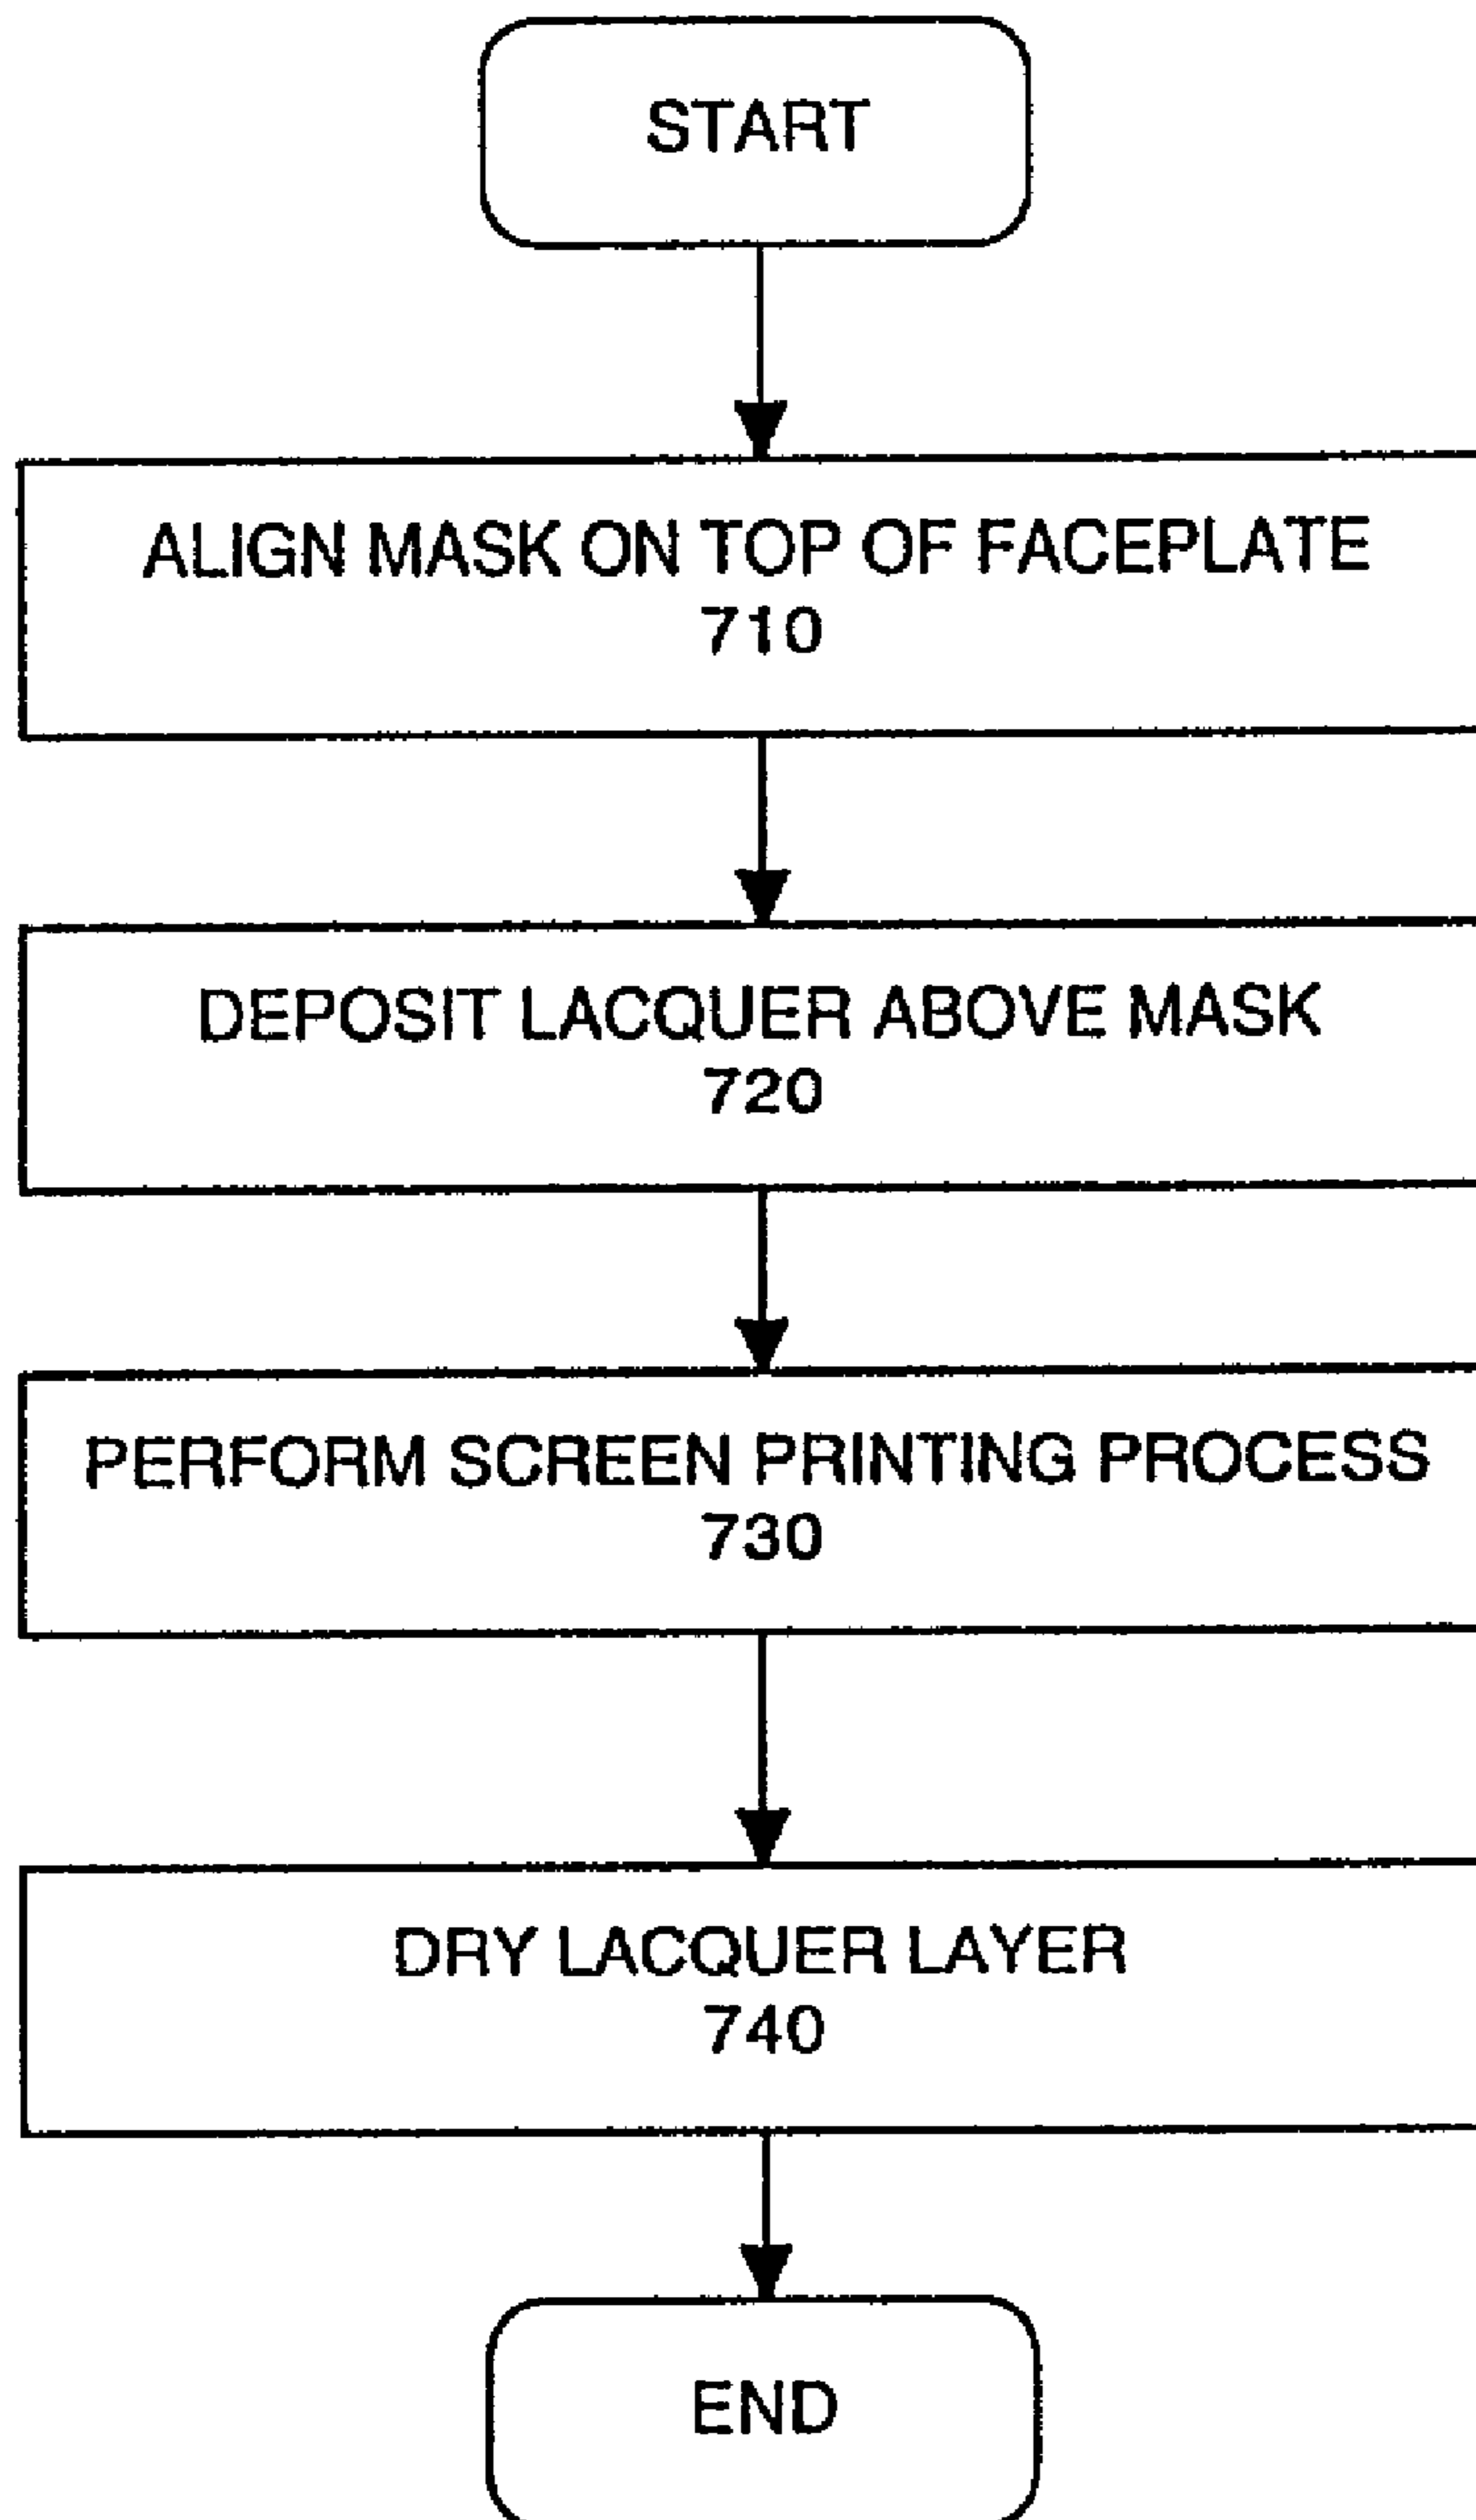 START
ALIGN MASK ON TOP OF FACEPLATE
710
DEPOSIT LACQUER ABOVE MASK
720
PERFORM SCREEN PRINTING PROCESS
730
DRY LACQUER LAYER
740
END